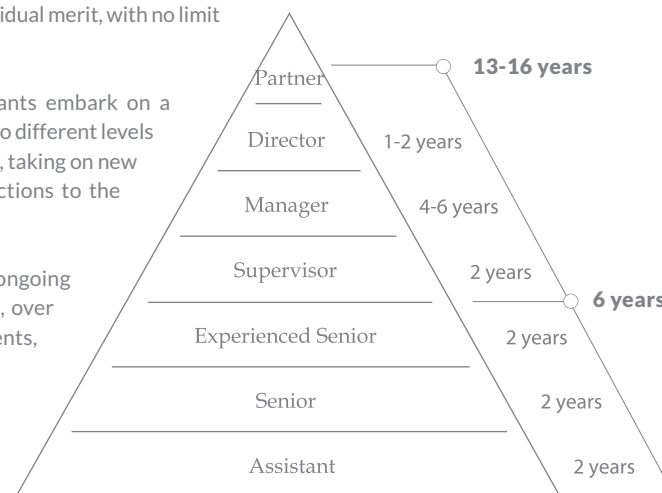 idual merit, with no limit
ants embark on a
o different levels
, taking on new
ctions to the
ongoing
, over
ents,
Partner
13-16 years
Director
1-2 years
Manager
4-6 years
Supervisor
2 years
6 years
Experienced Senior
2 years
Senior
2 years
Assistant
2 years